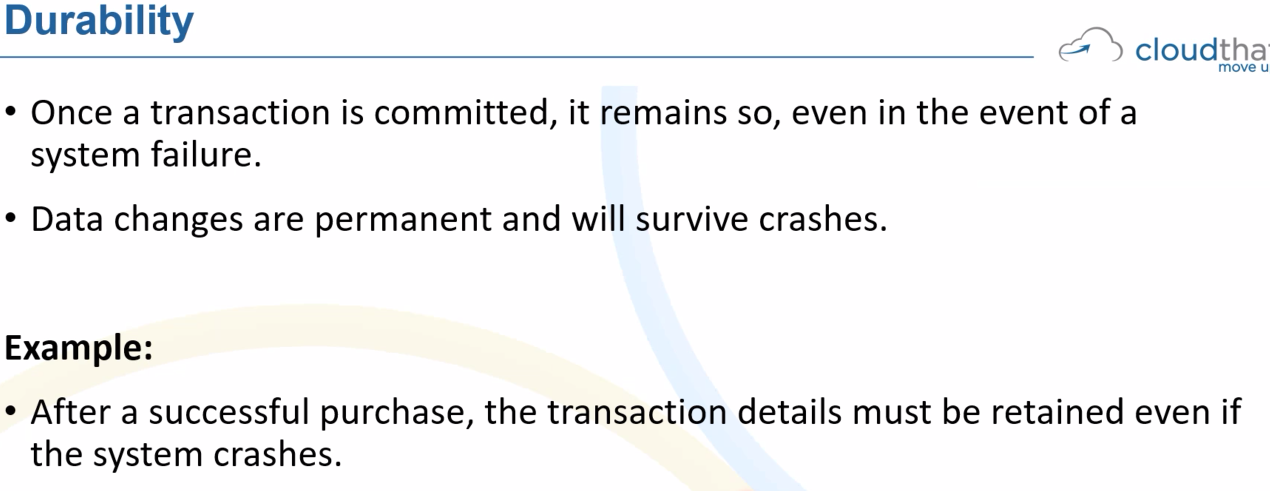 Durability
cloudtha
move u
• Once a transaction is committed, it remains so, even in the event of a
system failure.
• Data changes are permanent and will survive crashes.
Example:
• After a successful purchase, the transaction details must be retained even if
the system crashes.